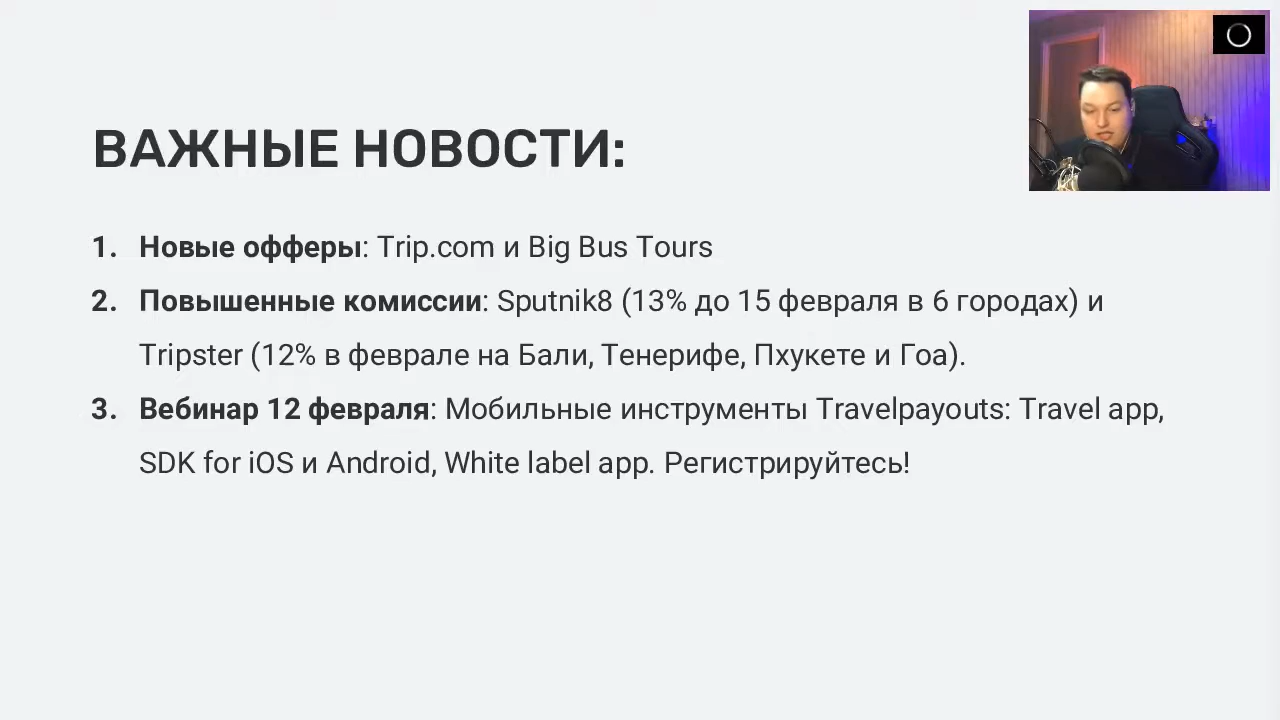 ВАЖНЫЕ НОВОСТИ:
1. Новые офферы: Trip.com и Big Bus Tours
2. Повышенные комиссии: Sputnik8 (13% до 15 февраля в 6 городах) и
Tripster (12% в феврале на Бали, Тенерифе, Пхукете и Гоа).
3. Вебинар 12 февраля: Мобильные инструменты Travelpayouts: Travel app,
SDK for iOS и Android, White label app. Регистрируйтесь!